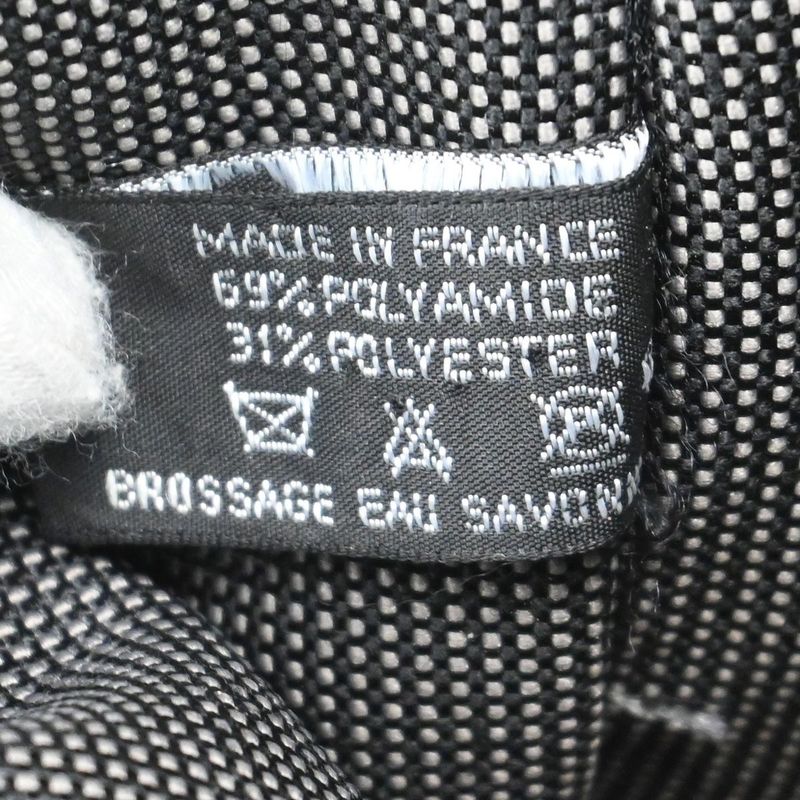 MADE IN FRANCE
69% POLYAMIDE
31% POLYESTER
BROSSAGE EAU